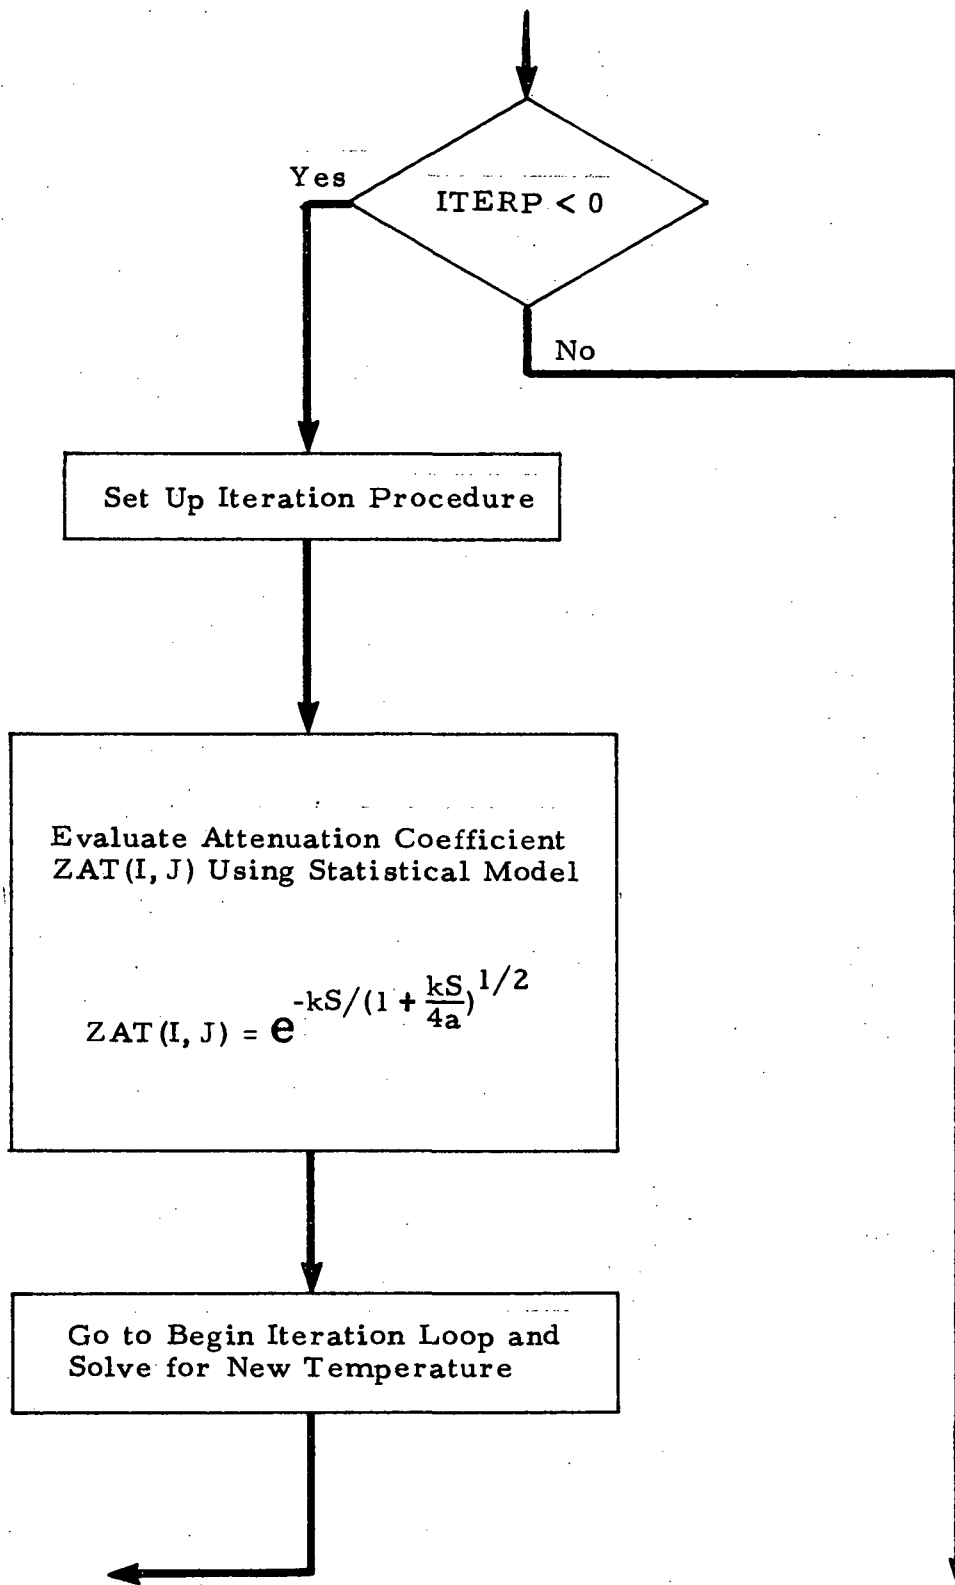 Yes
ITERP < 0
No
Set Up Iteration Procedure
Evaluate Attenuation Coefficient
ZAT(I, J) Using Statistical Model
ZAT(I, J) = e^{-kS/(1 + \frac{kS}{4a})^{1/2}}
Go to Begin Iteration Loop and
Solve for New Temperature